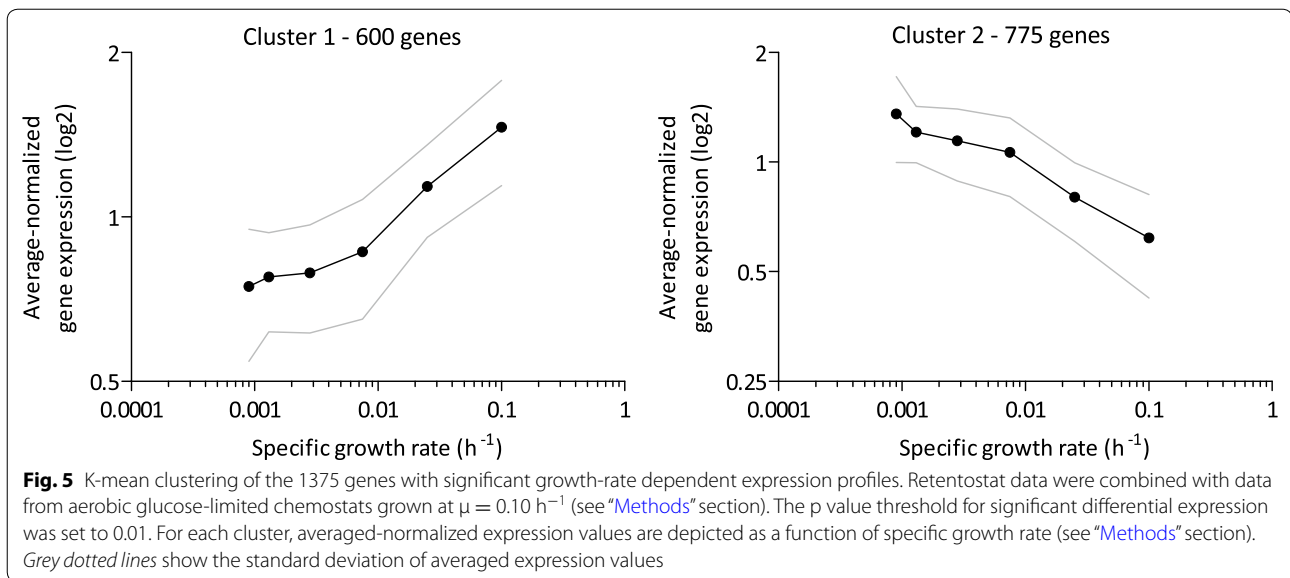 Cluster 1 - 600 genes
Average-normalized
gene expression (log2)
2
1
0.5
0.0001
0.001
0.01
0.1
1
Specific growth rate (h⁻¹)
Cluster 2 - 775 genes
Average-normalized
gene expression (log2)
2
1
0.5
0.25
0.0001
0.001
0.01
0.1
1
Specific growth rate (h⁻¹)
Fig. 5 K-mean clustering of the 1375 genes with significant growth-rate dependent expression profiles. Retentostat data were combined with data
from aerobic glucose-limited chemostats grown at μ = 0.10 h⁻¹ (see “Methods” section). The p value threshold for significant differential expression
was set to 0.01. For each cluster, averaged-normalized expression values are depicted as a function of specific growth rate (see “Methods” section).
Grey dotted lines show the standard deviation of averaged expression values